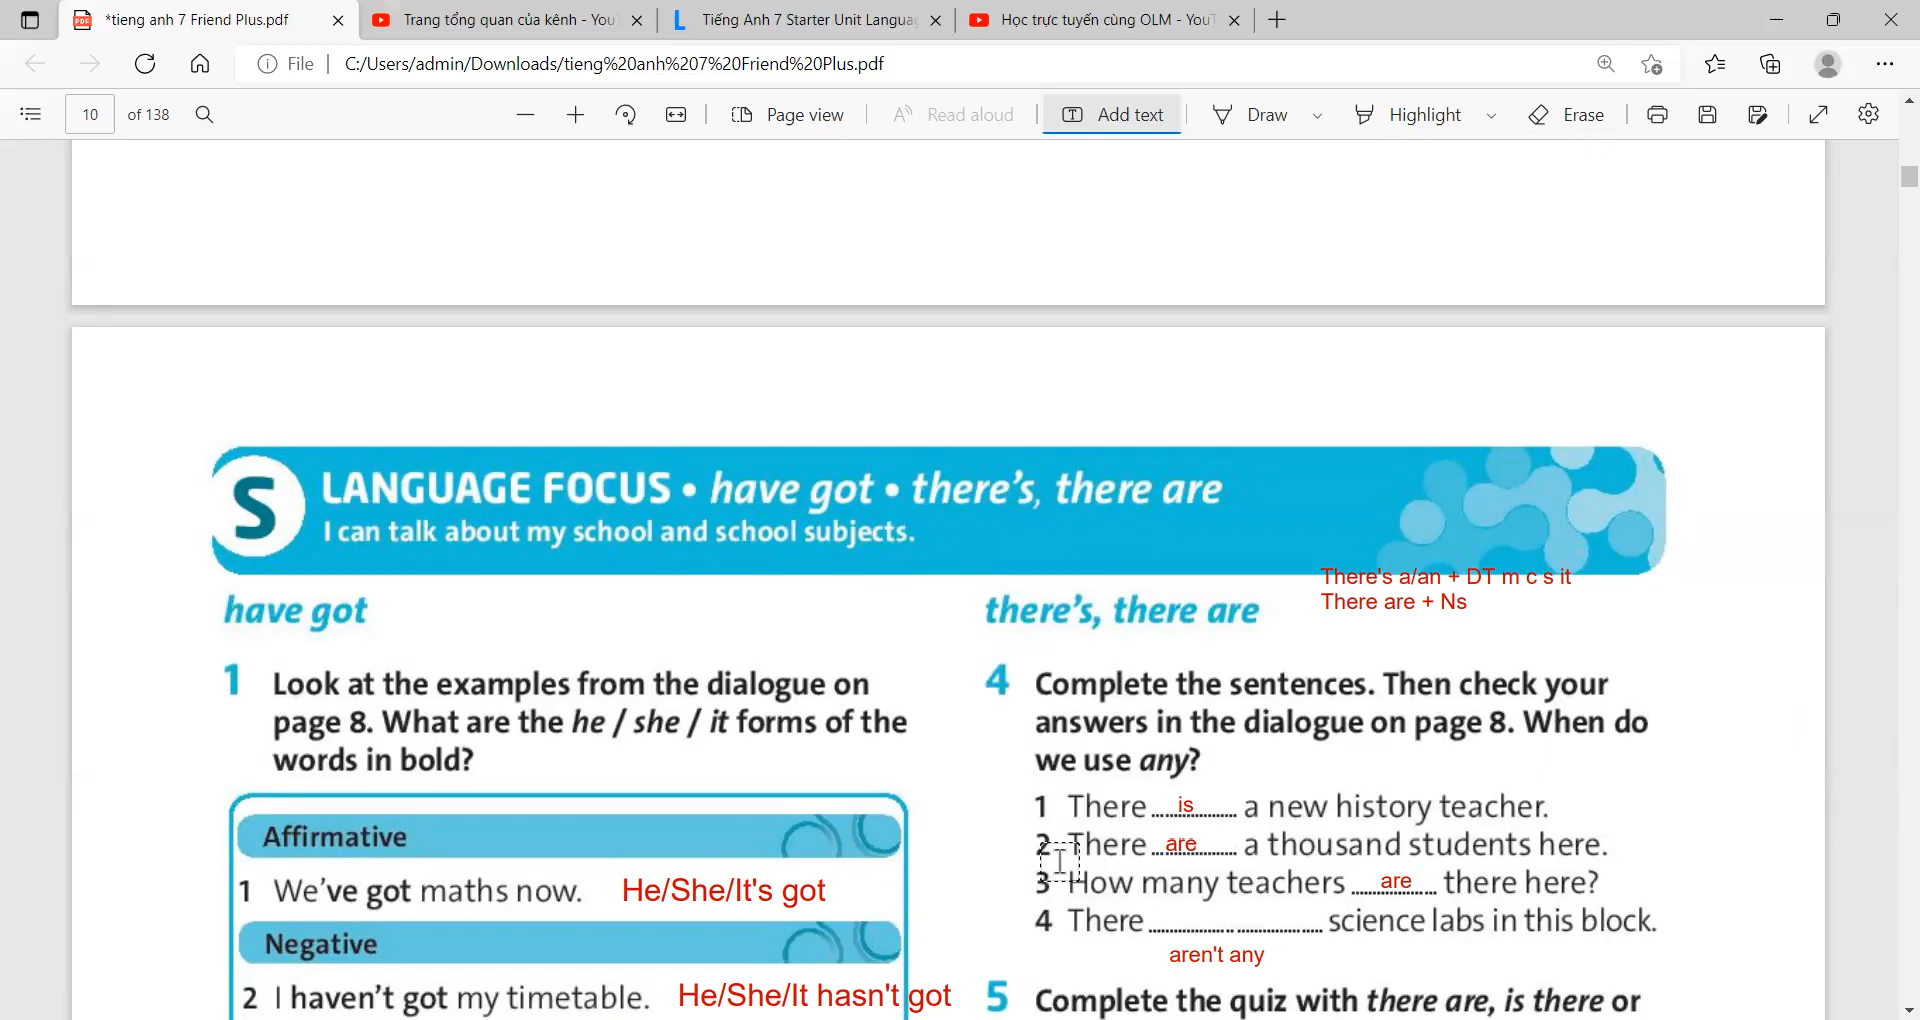 *tieng anh 7 Friend Plus.pdf
Trang tổng quan của kênh - You
Tiếng Anh 7 Starter Unit Langua
Học trực tuyến cùng OLM - YouT
File
C:/Users/admin/Downloads/tieng%20anh%207%20Friend%20Plus.pdf
10 of 138
Page view
Read aloud
Add text
Draw
Highlight
Erase
S
LANGUAGE FOCUS • have got • there's, there are
I can talk about my school and school subjects.
There's a/an + DT m c s it
There are + Ns
have got
1 Look at the examples from the dialogue on
page 8. What are the he / she / it forms of the
words in bold?
Affirmative
1 We've got maths now. He/She/It's got
Negative
2 I haven't got my timetable. He/She/It hasn't got
there's, there are
4 Complete the sentences. Then check your
answers in the dialogue on page 8. When do
we use any?
1 There is a new history teacher.
2 There are a thousand students here.
3 How many teachers are there here?
4 There ........................ science labs in this block.
aren't any
5 Complete the quiz with there are, is there or